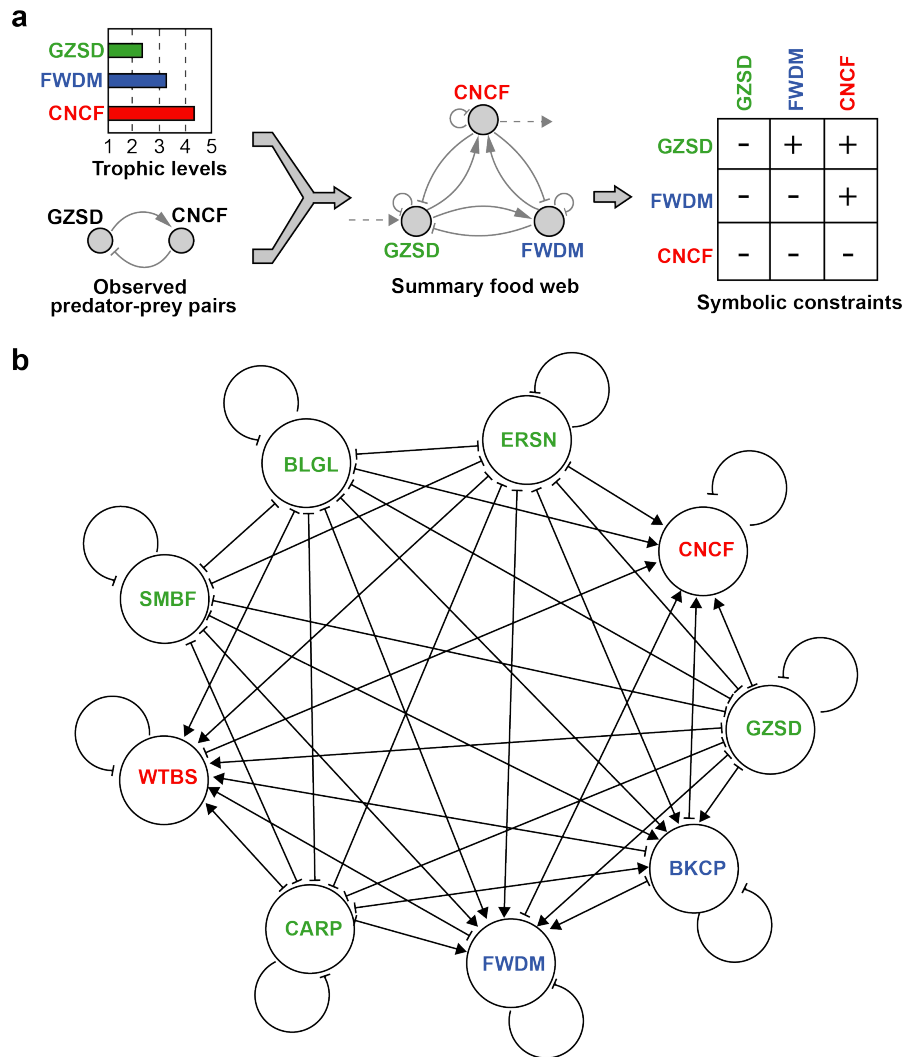 a
GZSD
FWDM
CNCF
1 2 3 4 5
Trophic levels
GZSD
CNCF
Observed
predator-prey pairs
CNCF
GZSD
FWDM
Summary food web
GZSD
FWDM
CNCF
GZSD - + +
FWDM - - +
CNCF - - -
Symbolic constraints
b
BLGL
ERSN
CNCF
SMBF
GZSD
WTBS
BKCP
CARP
FWDM